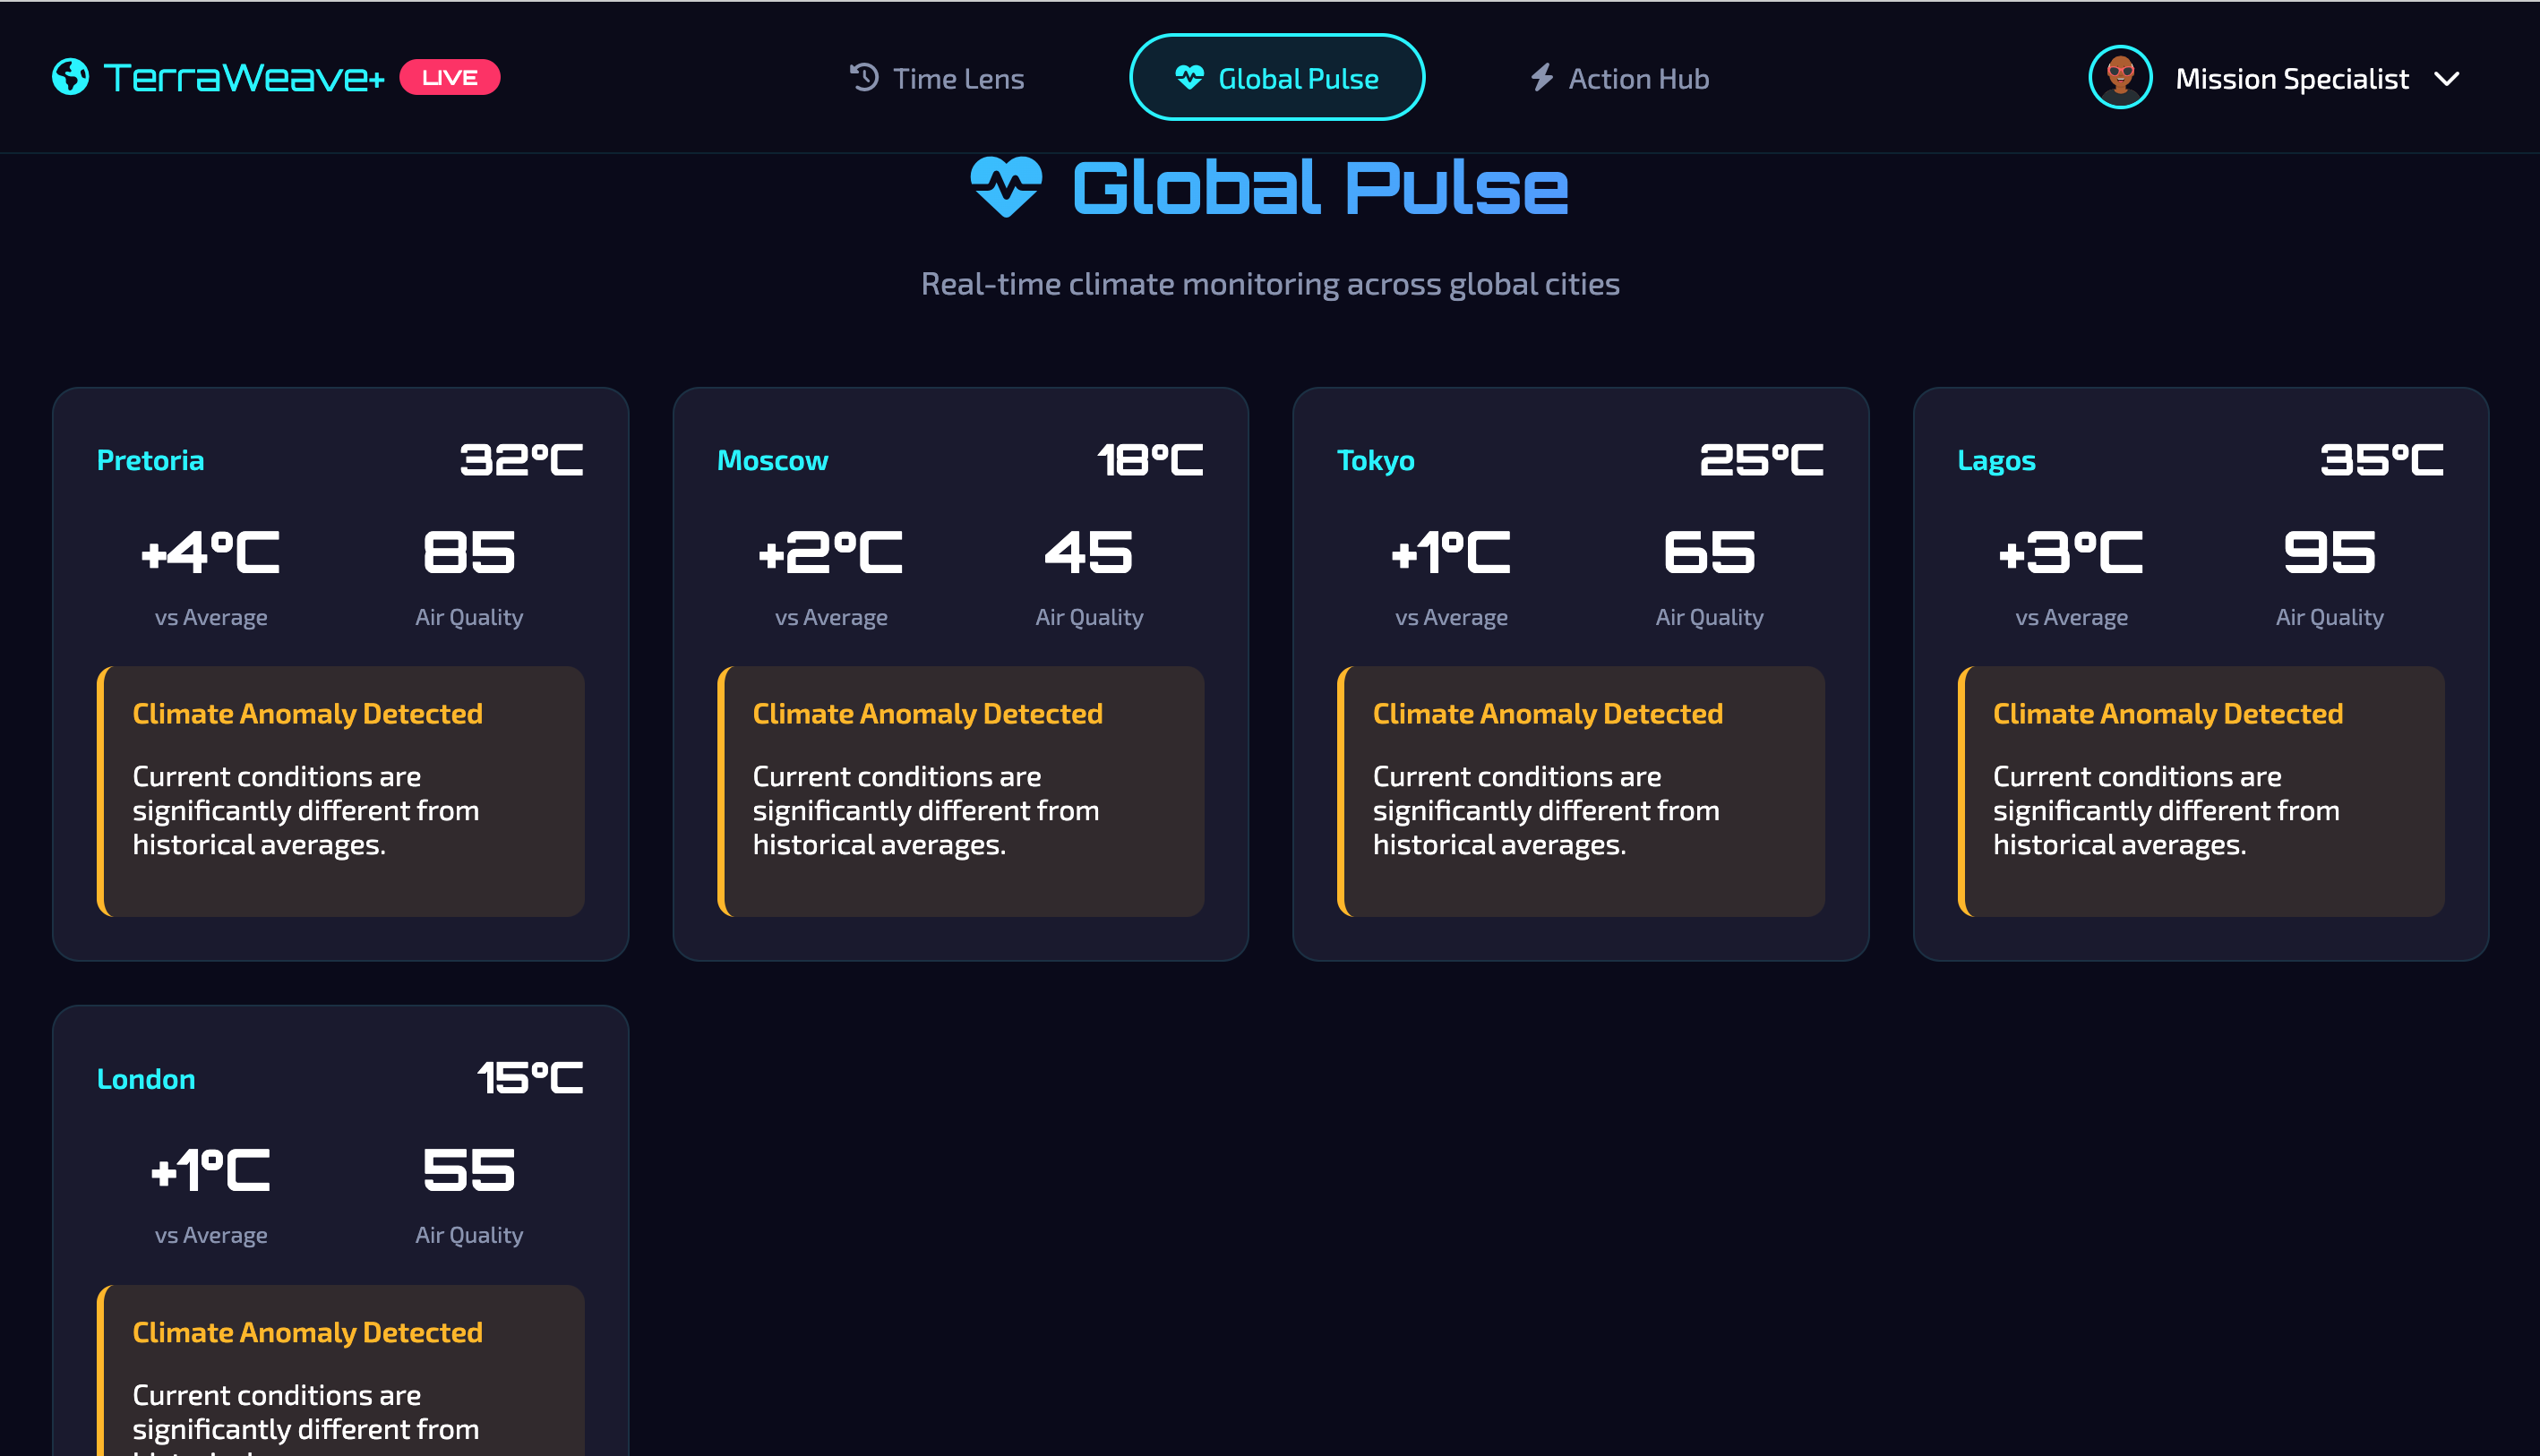 TerraWeave+ LIVE
Time Lens
Global Pulse
Action Hub
Mission Specialist
Global Pulse
Real-time climate monitoring across global cities
Pretoria 32°C
+4°C 85
vs Average Air Quality
Climate Anomaly Detected
Current conditions are
significantly different from
historical averages.
Moscow 18°C
+2°C 45
vs Average Air Quality
Climate Anomaly Detected
Current conditions are
significantly different from
historical averages.
Tokyo 25°C
+1°C 65
vs Average Air Quality
Climate Anomaly Detected
Current conditions are
significantly different from
historical averages.
Lagos 35°C
+3°C 95
vs Average Air Quality
Climate Anomaly Detected
Current conditions are
significantly different from
historical averages.
London 15°C
+1°C 55
vs Average Air Quality
Climate Anomaly Detected
Current conditions are
significantly different from